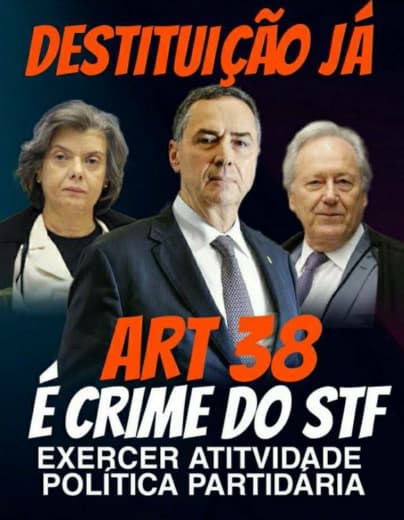 DESTITUIÇÃO JÁ
ART 38
É CRIME DO STF
EXERCER ATITVIDADE
POLÍTICA PARTIDÁRIA